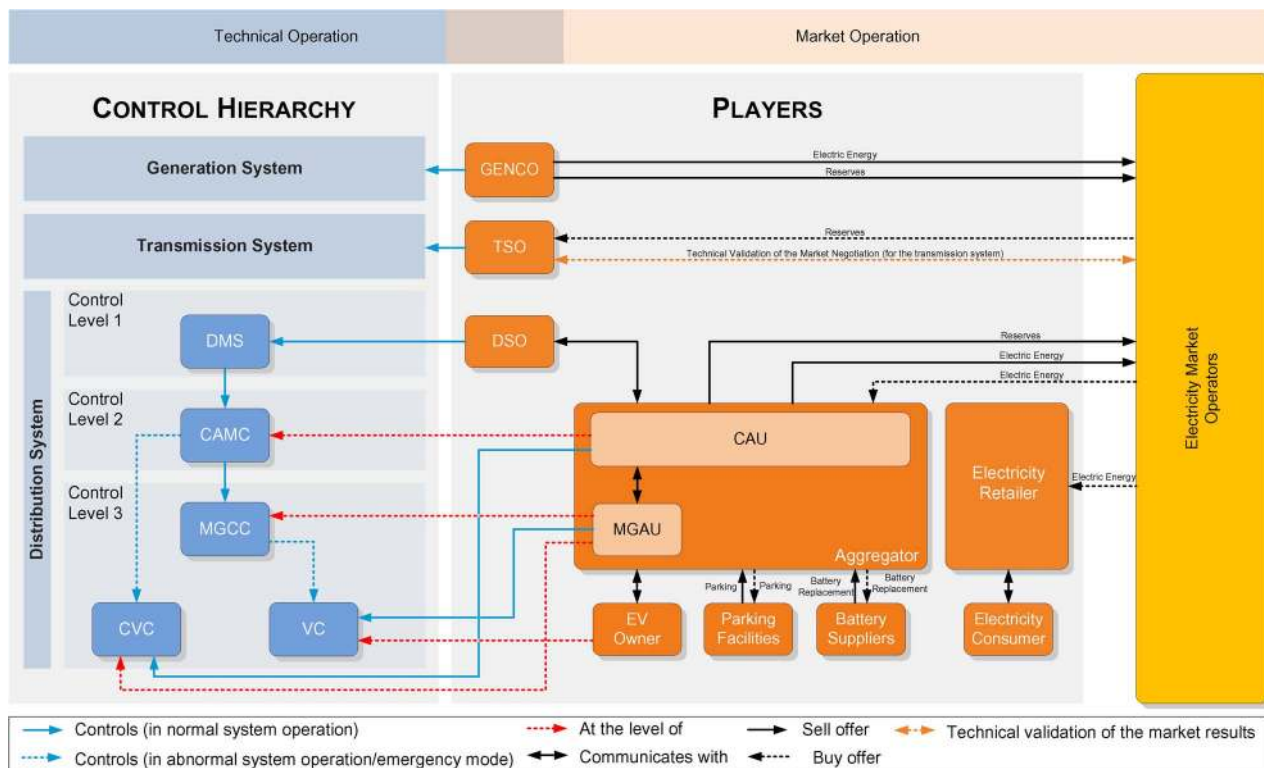 Technical Operation
Market Operation
CONTROL HIERARCHY
PLAYERS
Generation System
GENCO
Electric Energy
Reserves
Transmission System
TSO
Reserves
Technical Validation of the Market Negotiation (for the transmission system)
Distribution System
Control
Level 1
DMS
DSO
Reserves
Electric Energy
Electric Energy
Electricity Market
Operators
Control
Level 2
CAMC
CAU
Electricity
Retailer
Electric Energy
Control
Level 3
MGCC
MGAU
Aggregator
Parking
Parking
Battery
Replacement
Battery
Replacement
CVC
VC
EV
Owner
Parking
Facilities
Battery
Suppliers
Electricity
Consumer
Controls (in normal system operation)
At the level of
Sell offer
Technical validation of the market results
Controls (in abnormal system operation/emergency mode)
Communicates with
Buy offer